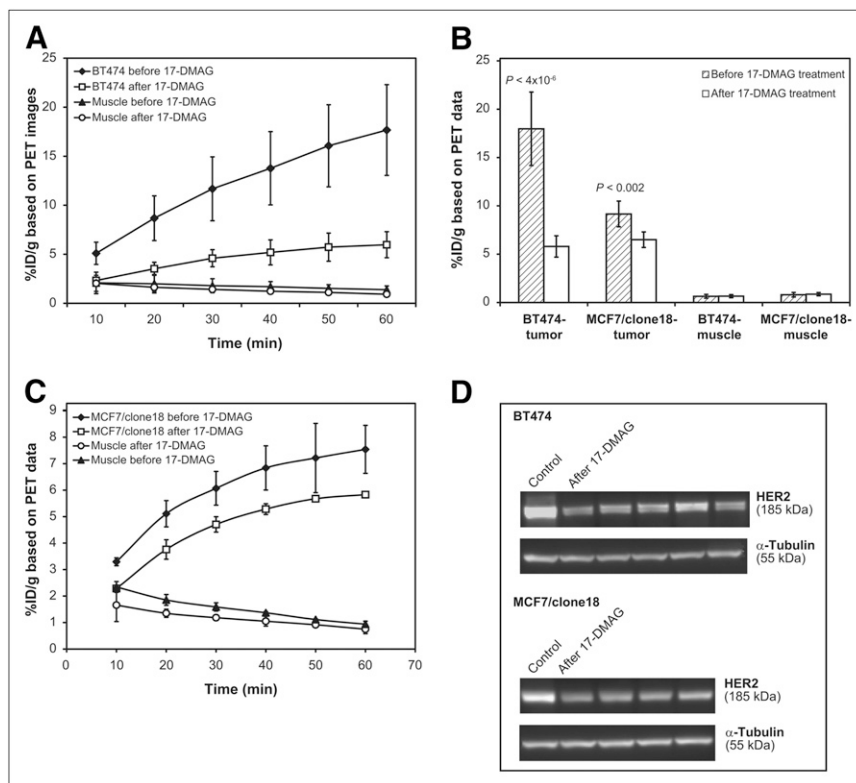 A
25
20
15
10
5
0
%ID/g based on PET images
BT474 before 17-DMAG
BT474 after 17-DMAG
Muscle before 17-DMAG
Muscle after 17-DMAG
10 20 30 40 50 60
Time (min)
B
25
20
15
10
5
0
%ID/g based on PET data
P < 4x10⁻⁶
P < 0.002
Before 17-DMAG treatment
After 17-DMAG treatment
BT474- MCF7/clone18- BT474- MCF7/clone18-
tumor tumor muscle muscle
C
9
8
7
6
5
4
3
2
1
0
%ID/g based on PET data
MCF7/clone18 before 17-DMAG
MCF7/clone18 after 17-DMAG
Muscle after 17-DMAG
Muscle before 17-DMAG
0 10 20 30 40 50 60 70
Time (min)
D
BT474
Control
After 17-DMAG
HER2
(185 kDa)
α-Tubulin
(55 kDa)
MCF7/clone18
Control
After 17-DMAG
HER2
(185 kDa)
α-Tubulin
(55 kDa)